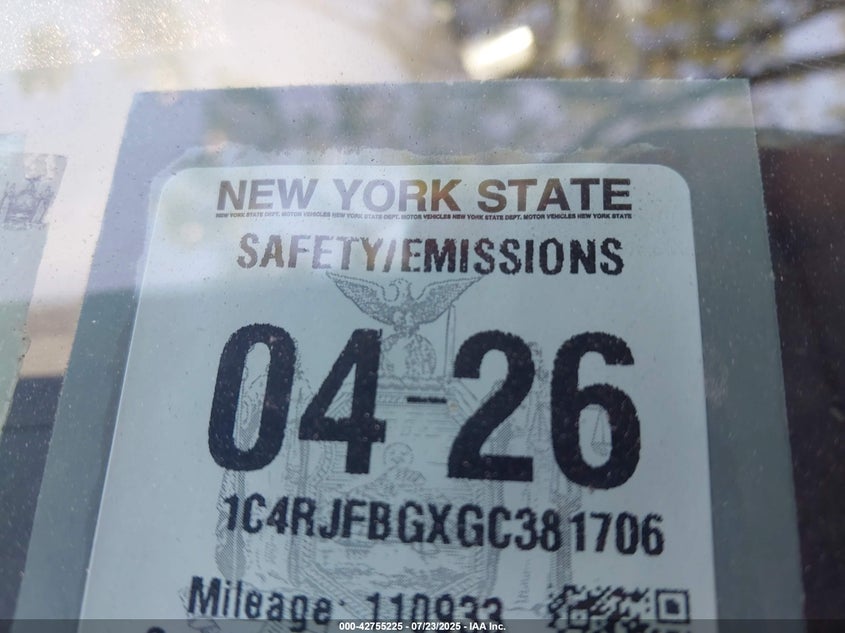 NEW YORK STATE
NEW YORK STATE DEPT. MOTOR VEHICLES NEW YORK STATE DEPT. MOTOR VEHICLES NEW YORK STATE DEPT. MOTOR VEHICLES NEW YORK STATE
SAFETY/EMISSIONS
04-26
1C4RJFBGXGC381706
Mileage: 110933
000-42755225 - 07/23/2025 - IAA Inc.